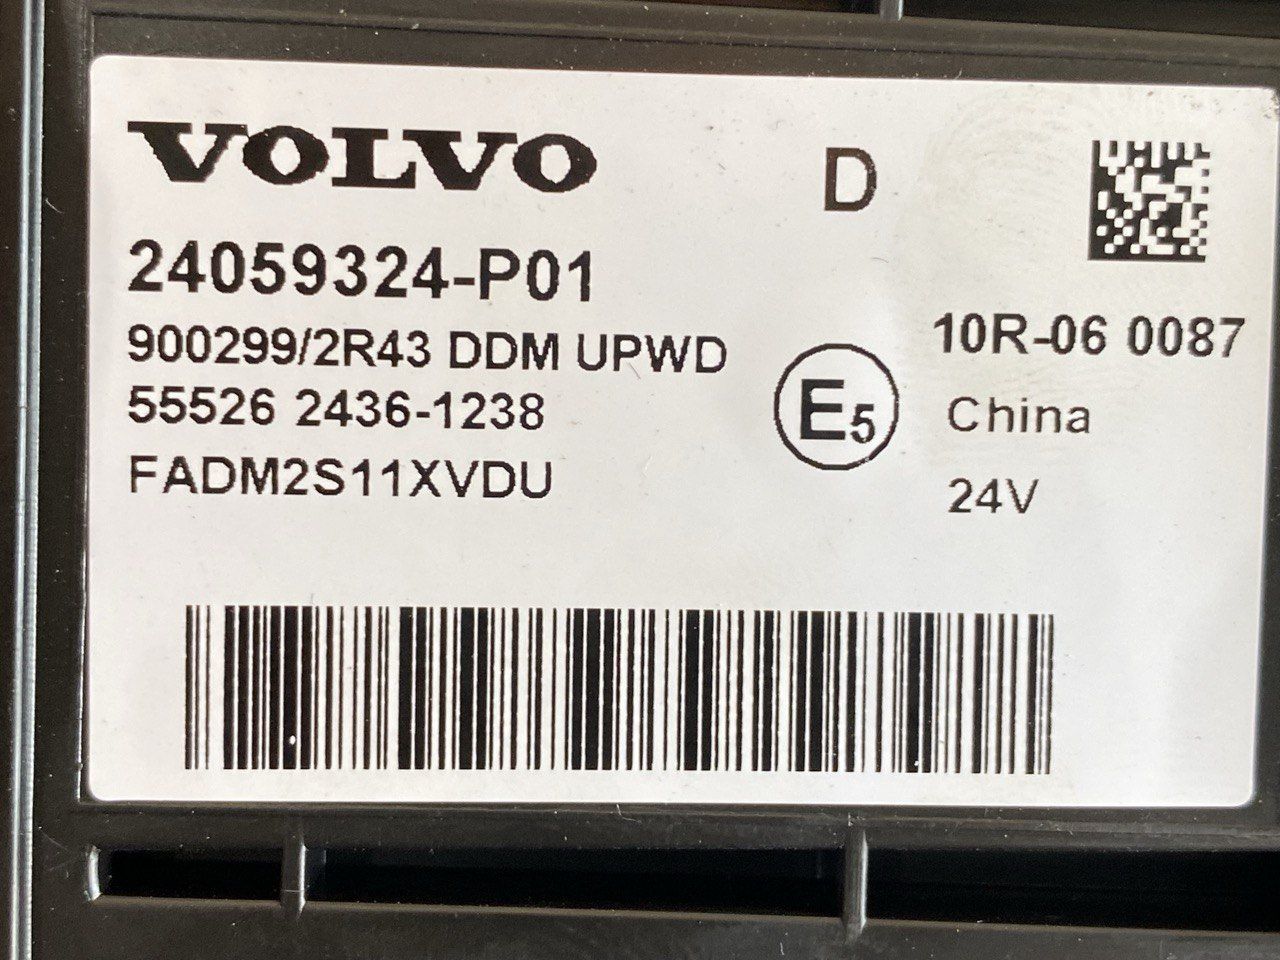 VOLVO
D
24059324-P01
900299/2R43 DDM UPWD
55526 2436-1238
FADM2S11XVDU
E5
10R-06 0087
China
24V